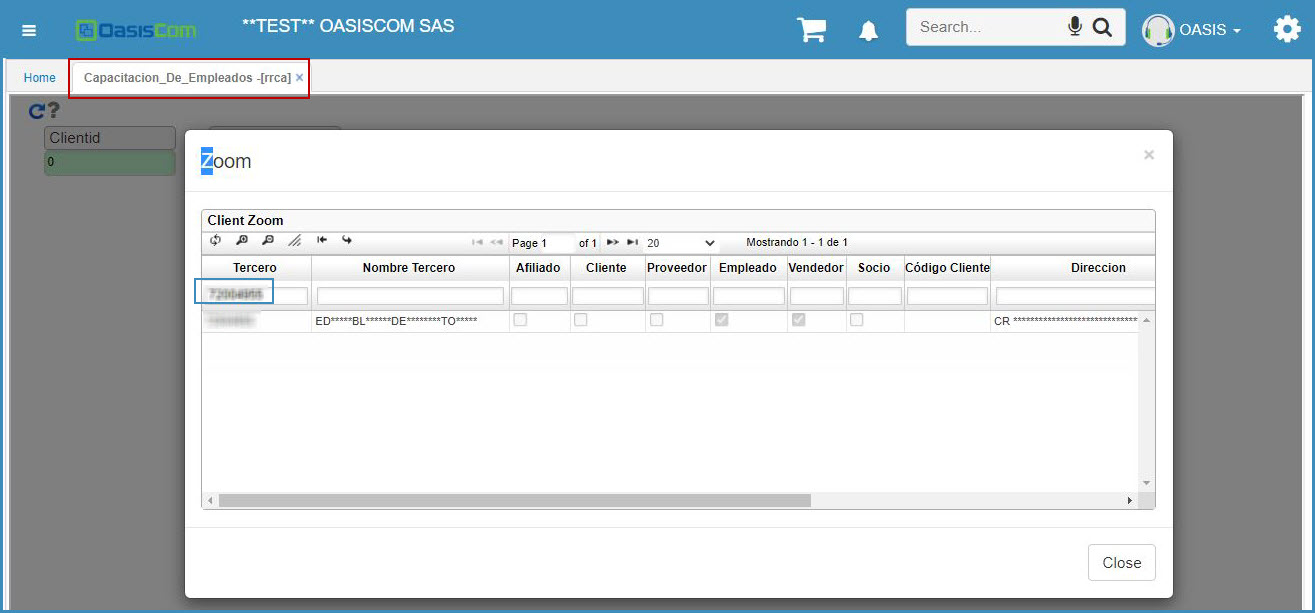 OasisCom
**TEST** OASISCOM SAS
Search...
OASIS
Home
Capacitacion_De_Empleados -[rrca] ×
?
Clientid
0
Zoom
×
Client Zoom
Page 1 of 1 20 Mostrando 1 - 1 de 1
Tercero Nombre Tercero Afiliado Cliente Proveedor Empleado Vendedor Socio Código Cliente Direccion
ED*****BL******DE********TO***** CR *****************************
Close